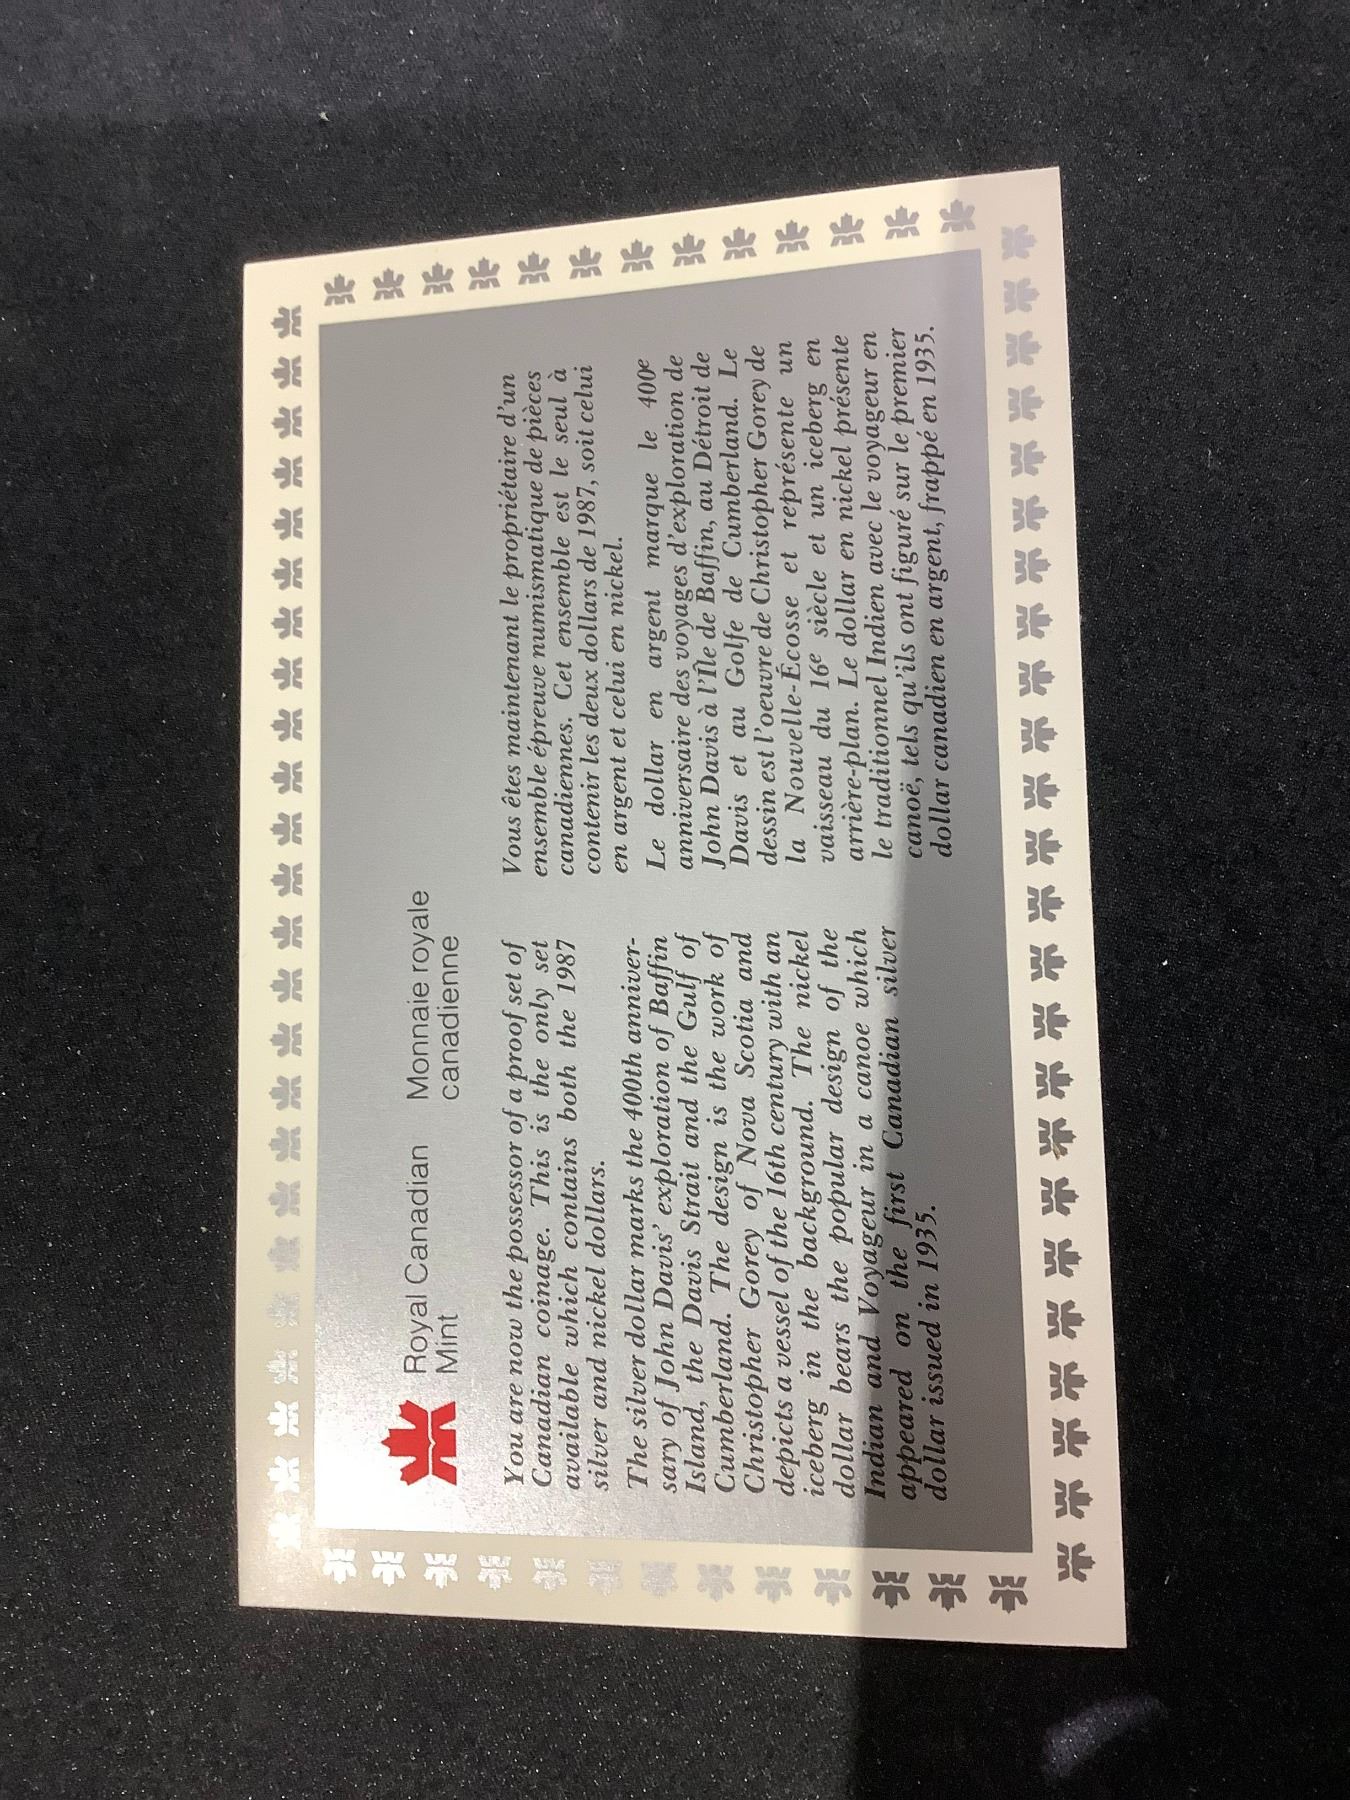 Royal Canadian
Mint
Monnaie royale
canadienne
You are now the possessor of a proof set of
Canadian coinage. This is the only set
available which contains both the 1987
silver and nickel dollars.
The silver dollar marks the 400th anniver-
sary of John Davis' exploration of Baffin
Island, the Davis Strait and the Gulf of
Cumberland. The design is the work of
Christopher Gorey of Nova Scotia and
depicts a vessel of the 16th century with an
iceberg in the background. The nickel
dollar bears the popular design of the
Indian and Voyageur in a canoe which
appeared on the first Canadian silver
dollar issued in 1935.
Vous êtes maintenant le propriétaire d'un
ensemble épreuve numismatique de pièces
canadiennes. Cet ensemble est le seul à
contenir les deux dollars de 1987, soit celui
en argent et celui en nickel.
Le dollar en argent marque le 400e
anniversaire des voyages d'exploration de
John Davis à l'Île de Baffin, au Détroit de
Davis et au Golfe de Cumberland. Le
dessin est l'oeuvre de Christopher Gorey de
la Nouvelle-Écosse et représente un
vaisseau du 16e siècle et un iceberg en
arrière-plan. Le dollar en nickel présente
le traditionnel Indien avec le voyageur en
canoë, tels qu'ils ont figuré sur le premier
dollar canadien en argent, frappé en 1935.